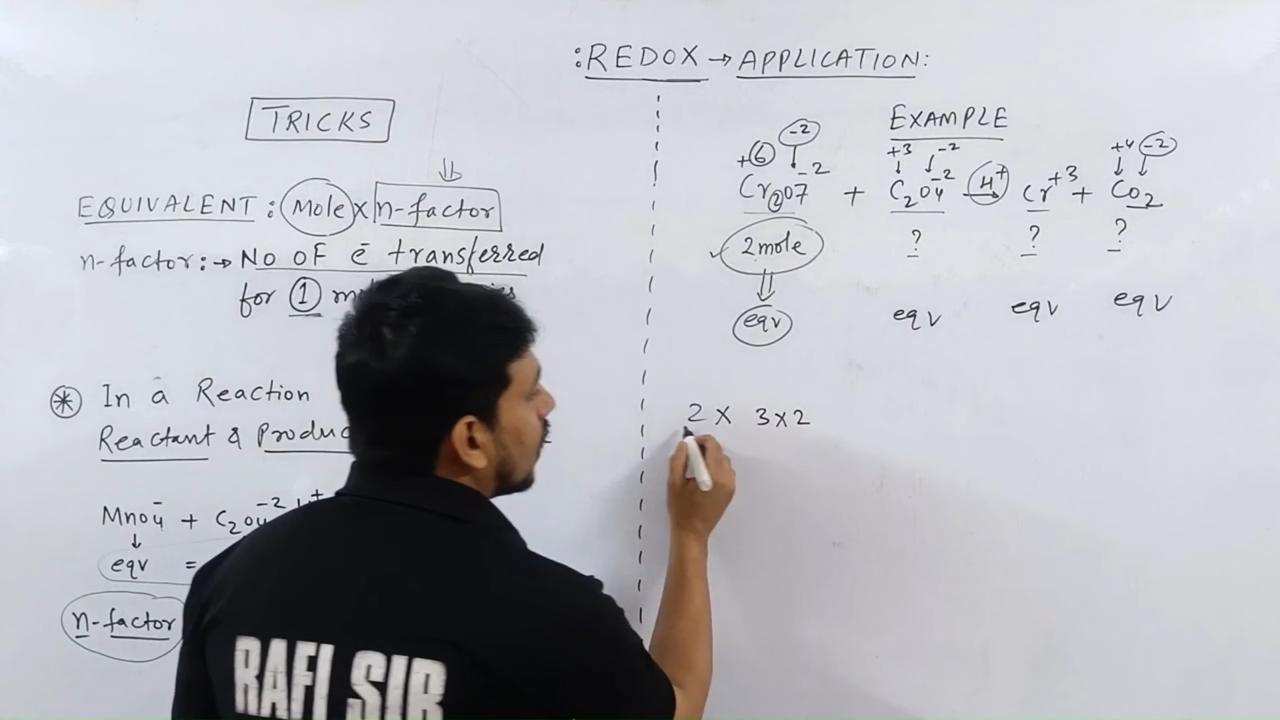 :REDOX → APPLICATION:
TRICKS
EQUIVALENT : Mole x n-factor
n-factor :→ No OF ē transferred
for 1
* In a Reaction
Reactant & Produc
MnO4⁻ + C2O4⁻² H⁺
eqv =
n-factor
EXAMPLE
-2 +3 -2 +4 -2
+6
Cr2O7⁻² + C2O4⁻² H⁺→ Cr⁺³ + CO2
2mole ? ? ?
eqv eqv eqv eqv
2 x 3x2
RAFI SIR